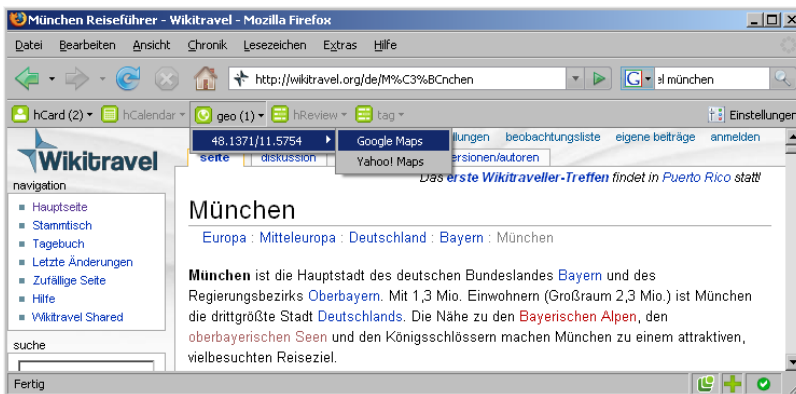 München Reiseführer - Wikitravel - Mozilla Firefox
Datei Bearbeiten Ansicht Chronik Lesezeichen Extras Hilfe
http://wikitravel.org/de/M%C3%BCnchen G münchen
hCard (2) hCalendar geo (1) hReview tag Einstellungen
48.1371/11.5754 Google Maps
Yahoo! Maps
beobachtungsliste eigene beiträge anmelden
Wikitravel
seite diskussion versionen/autoren
Das erste Wikitraveller-Treffen findet in Puerto Rico statt!
navigation
Hauptseite
Stammtisch
Tagebuch
Letzte Änderungen
Zufällige Seite
Hilfe
Wikitravel Shared
suche
München
Europa : Mitteleuropa : Deutschland : Bayern : München
München ist die Hauptstadt des deutschen Bundeslandes Bayern und des
Regierungsbezirks Oberbayern. Mit 1,3 Mio. Einwohnern (Großraum 2,3 Mio.) ist München
die drittgrößte Stadt Deutschlands. Die Nähe zu den Bayerischen Alpen, den
oberbayerischen Seen und den Königsschlössern machen München zu einem attraktiven,
vielbesuchten Reiseziel.
Fertig